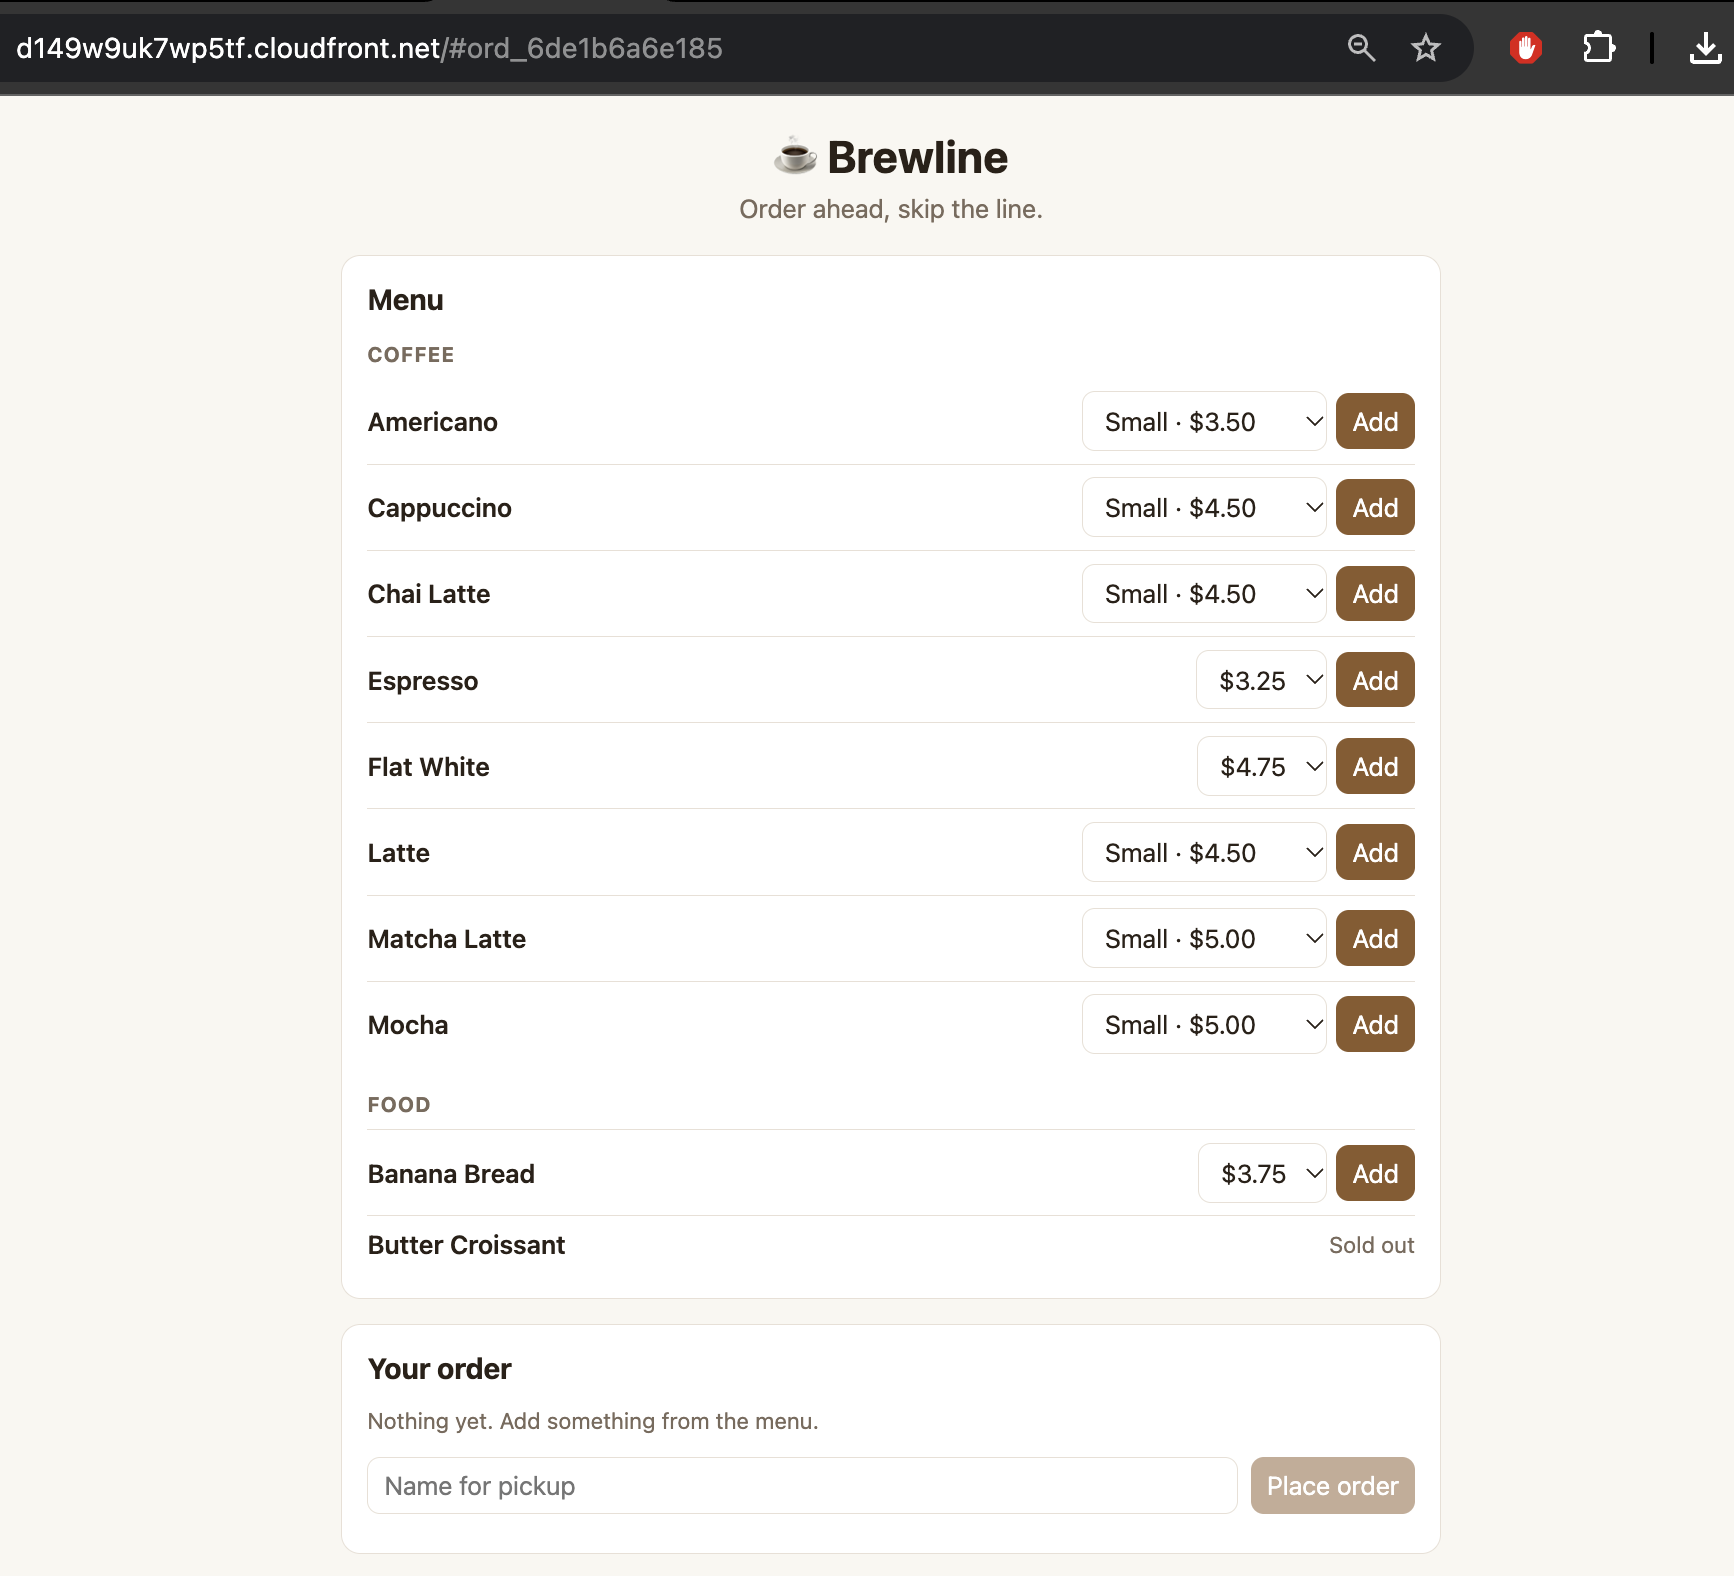 d149w9uk7wp5tf.cloudfront.net/#ord_6de1b6a6e185
Brewline
Order ahead, skip the line.
Menu
COFFEE
Americano Small · $3.50 Add
Cappuccino Small · $4.50 Add
Chai Latte Small · $4.50 Add
Espresso $3.25 Add
Flat White $4.75 Add
Latte Small · $4.50 Add
Matcha Latte Small · $5.00 Add
Mocha Small · $5.00 Add
FOOD
Banana Bread $3.75 Add
Butter Croissant Sold out
Your order
Nothing yet. Add something from the menu.
Name for pickup Place order